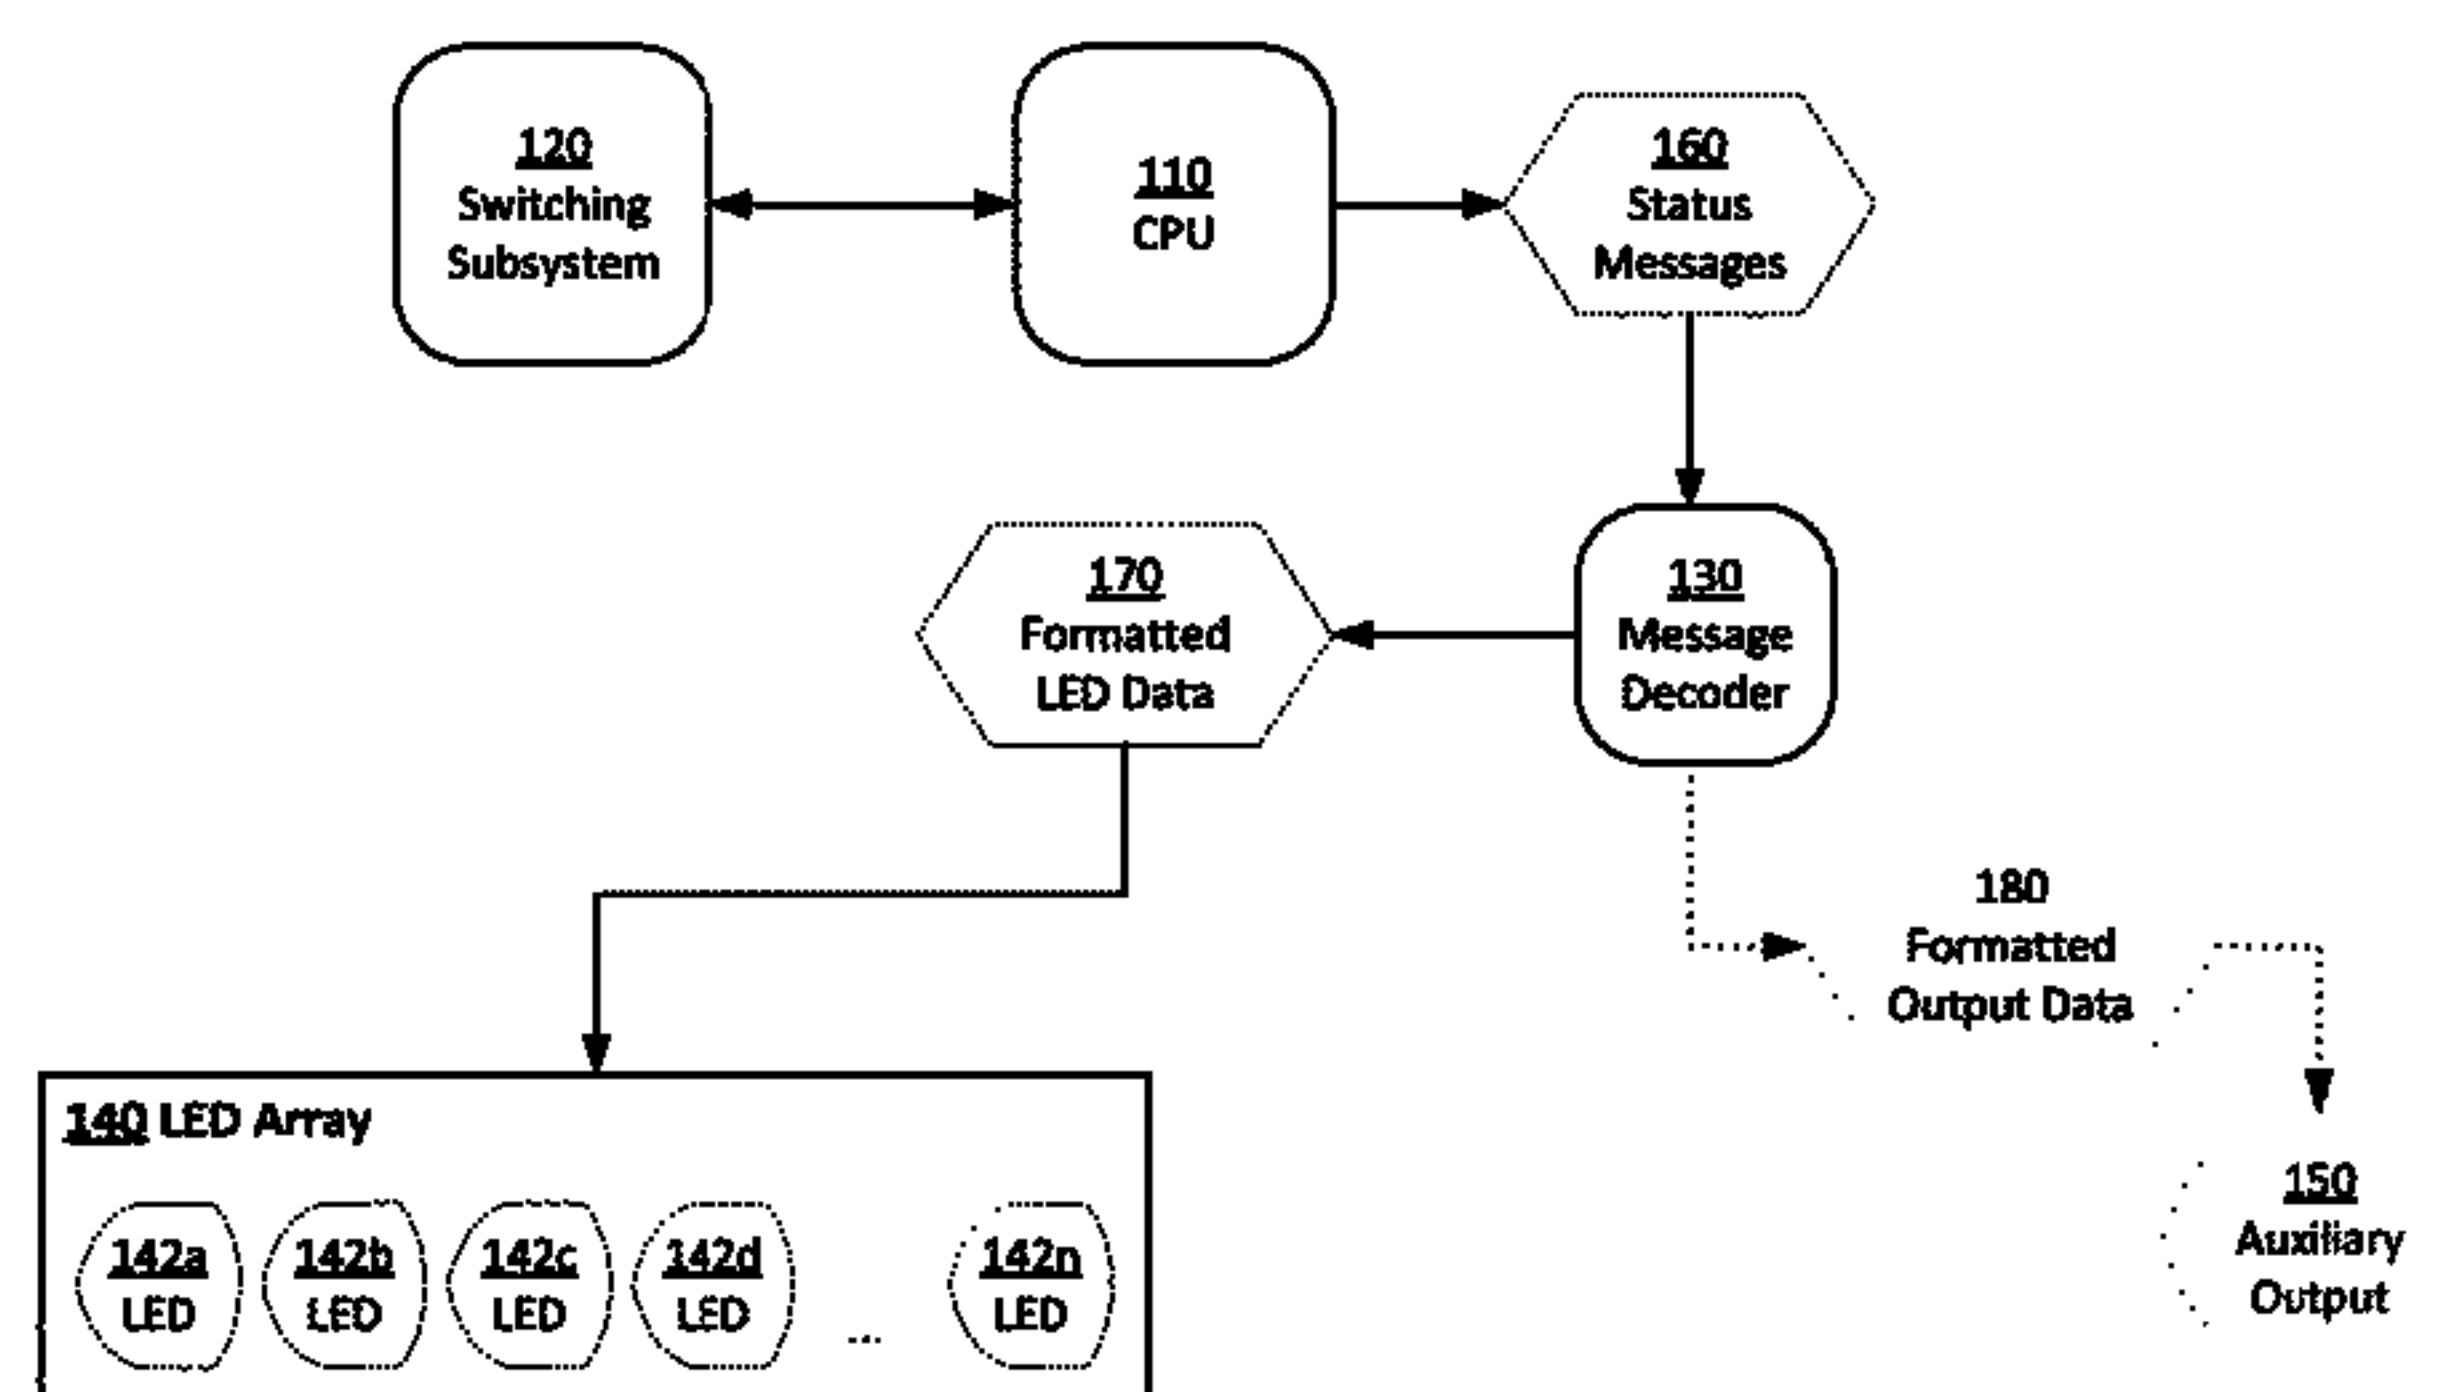 120
Switching
Subsystem
110
CPU
160
Status
Messages
170
Formatted
LED Data
130
Message
Decoder
180
Formatted
Output Data
140 LED Array
142a
LED
142b
LED
142c
LED
142d
LED
...
142n
LED
150
Auxiliary
Output